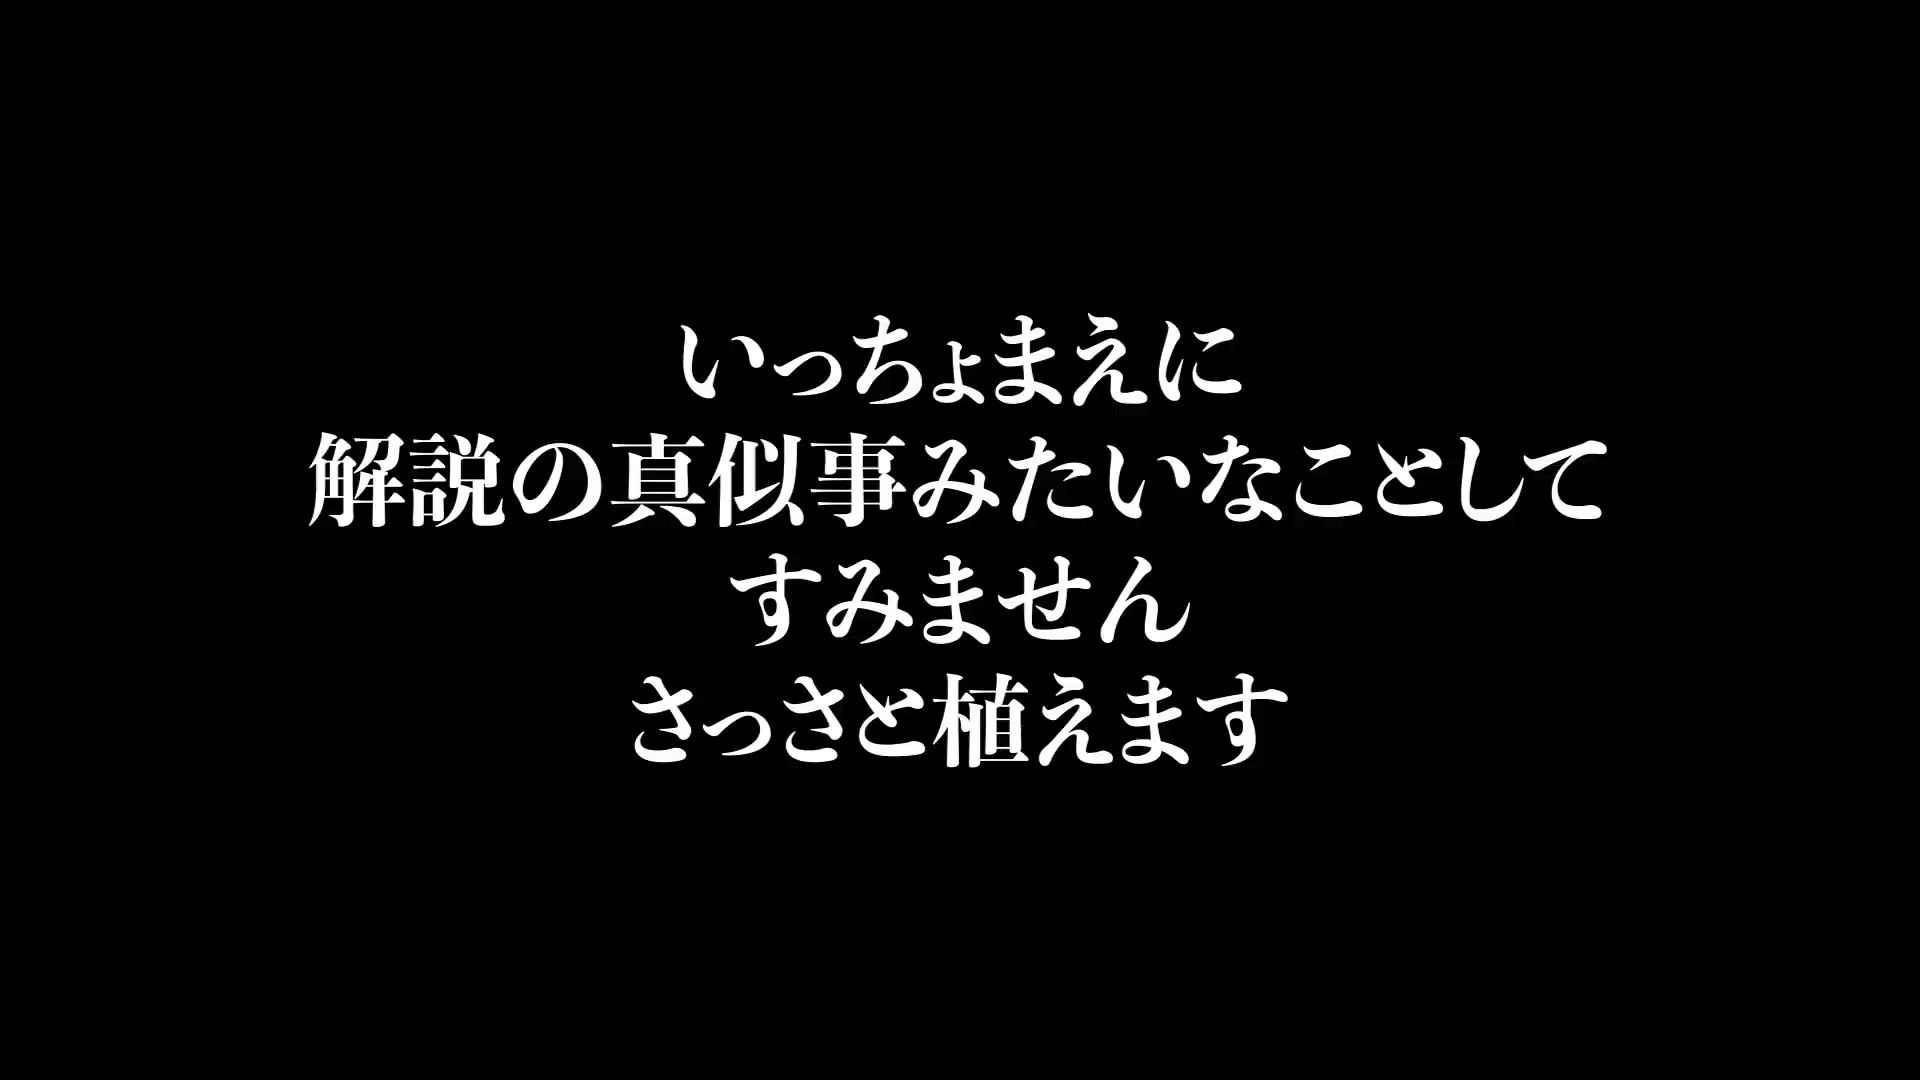 いっちょまえに
解説の真似事みたいなことして
すみません
さっさと植えます